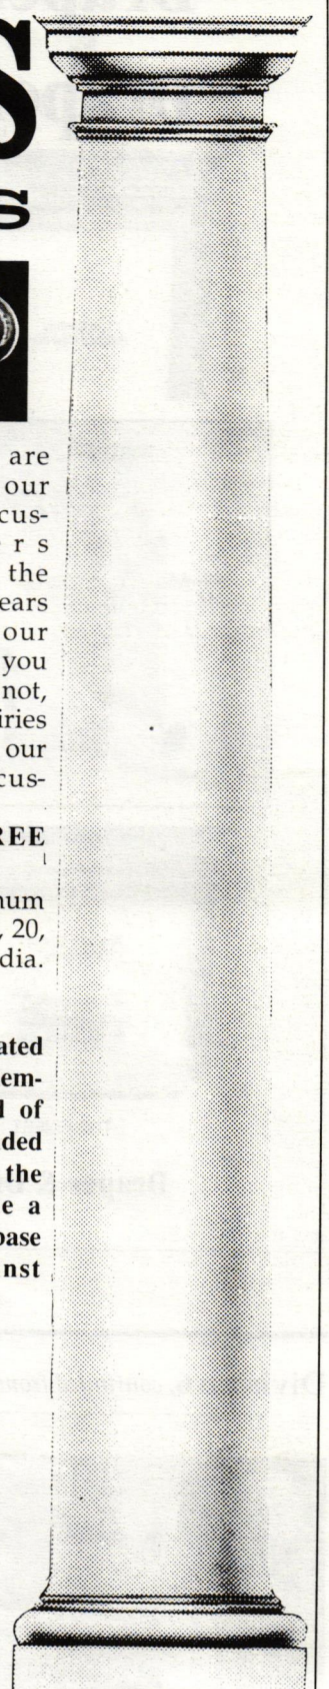 S
S
are
our
cus-
r s
the
ears
our
you
not,
iries
our
cus-
REE
num
, 20,
dia.
ated
em-
l of
ded
the
e a
base
nst